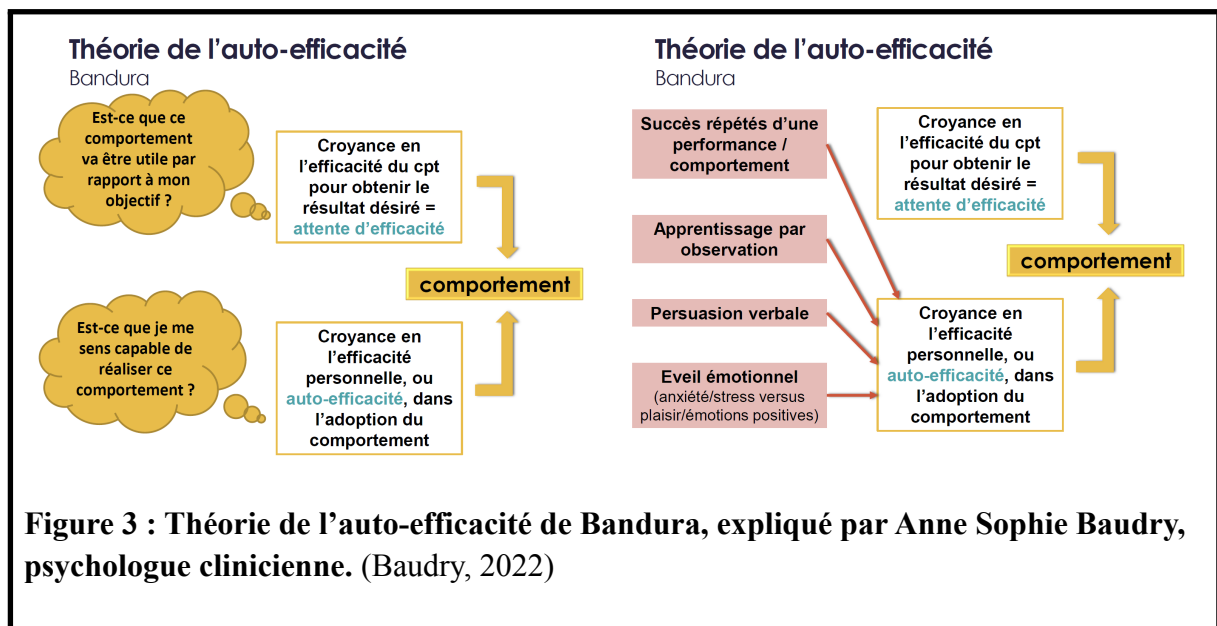 Théorie de l’auto-efficacité
Bandura
Est-ce que ce
comportement
va être utile par
rapport à mon
objectif ?
Croyance en
l’efficacité du cpt
pour obtenir le
résultat désiré =
attente d’efficacité
comportement
Est-ce que je me
sens capable de
réaliser ce
comportement ?
Croyance en
l’efficacité
personnelle, ou
auto-efficacité, dans
l’adoption du
comportement
Théorie de l’auto-efficacité
Bandura
Succès répétés d’une
performance /
comportement
Apprentissage par
observation
Persuasion verbale
Eveil émotionnel
(anxiété/stress versus
plaisir/émotions positives)
Croyance en
l’efficacité du cpt
pour obtenir le
résultat désiré =
attente d’efficacité
comportement
Croyance en
l’efficacité
personnelle, ou
auto-efficacité, dans
l’adoption du
comportement
Figure 3 : Théorie de l’auto-efficacité de Bandura, expliqué par Anne Sophie Baudry,
psychologue clinicienne. (Baudry, 2022)